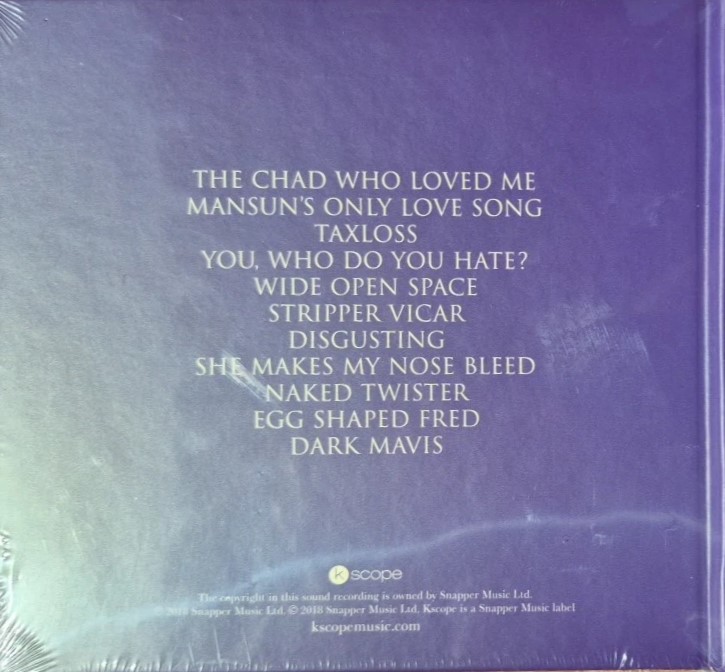 THE CHAD WHO LOVED ME
MANSUN'S ONLY LOVE SONG
TAXLOSS
YOU, WHO DO YOU HATE?
WIDE OPEN SPACE
STRIPPER VICAR
DISGUSTING
SHE MAKES MY NOSE BLEED
NAKED TWISTER
EGG SHAPED FRED
DARK MAVIS
kscope
The copyright in this sound recording is owned by Snapper Music Ltd.
2018 Snapper Music Ltd. © 2018 Snapper Music Ltd. Kscope is a Snapper Music label
kscopemusic.com